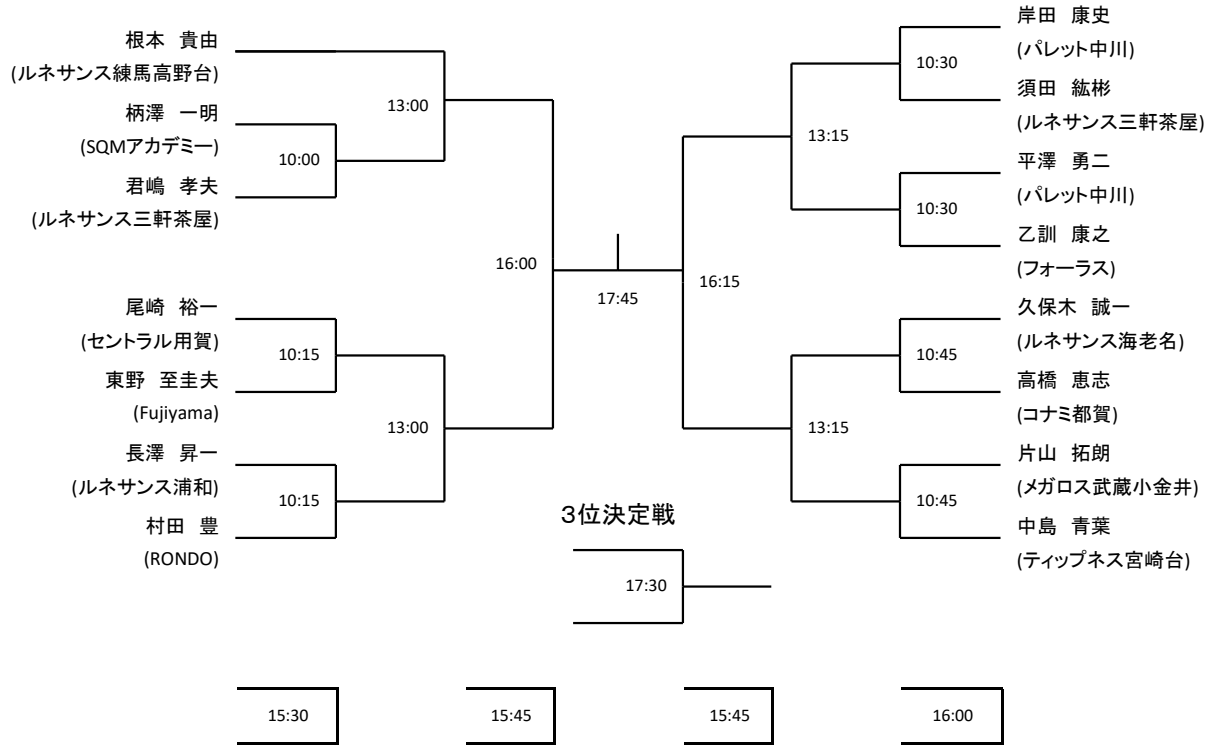 根本　貴由
(ルネサンス練馬高野台)
柄澤　一明
(SQMアカデミー)
君嶋　孝夫
(ルネサンス三軒茶屋)
尾崎　裕一
(セントラル用賀)
東野　至圭夫
(Fujiyama)
長澤　昇一
(ルネサンス浦和)
村田　豊
(RONDO)
10:00
10:15
10:15
13:00
13:00
16:00
17:45
16:15
13:15
13:15
10:30
10:30
10:45
10:45
岸田　康史
(パレット中川)
須田　紘彬
(ルネサンス三軒茶屋)
平澤　勇二
(パレット中川)
乙訓　康之
(フォーラス)
久保木　誠一
(ルネサンス海老名)
高橋　恵志
(コナミ都賀)
片山　拓朗
(メガロス武蔵小金井)
中島　青葉
(ティップネス宮崎台)
3位決定戦
17:30
15:30
15:45
15:45
16:00